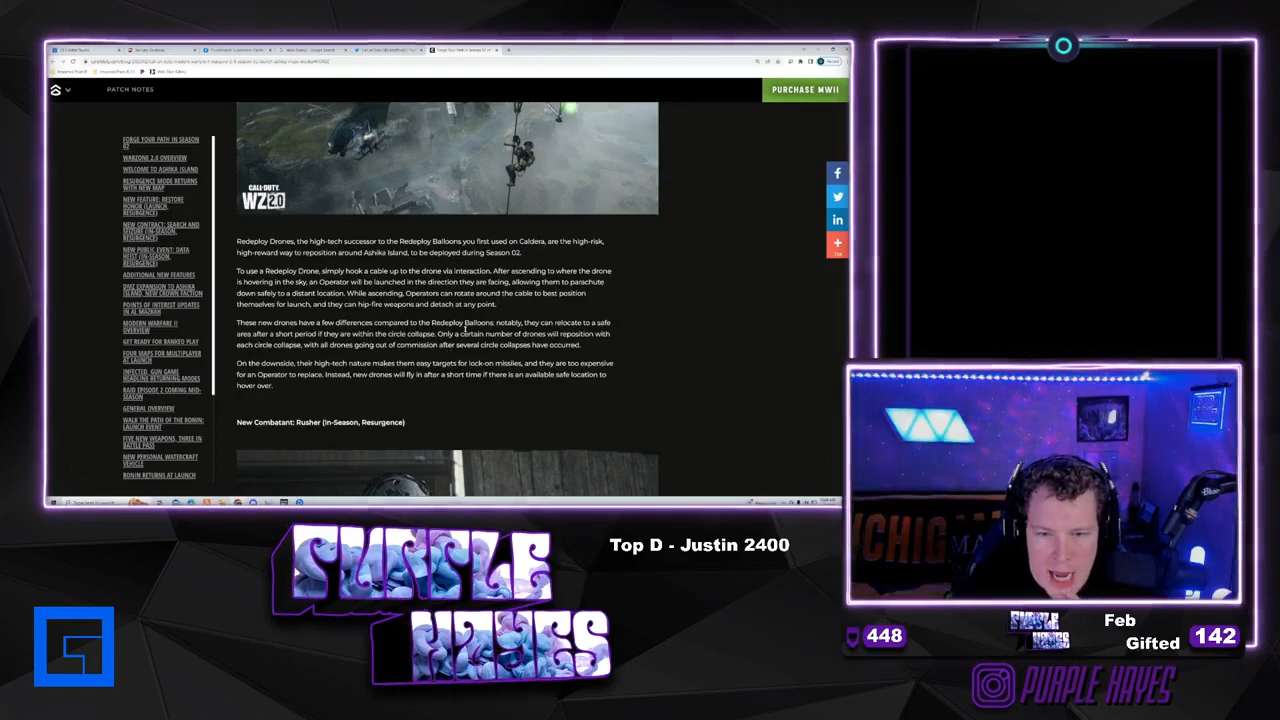 PATCH NOTES
PURCHASE MWII
FORGE YOUR PATH IN SEASON
02
WARZONE 2.0 OVERVIEW
WELCOME TO ASHIKA ISLAND
RESURGENCE MODE RETURNS
WITH NEW MAP
NEW FEATURE: RESTORE
HONOR (LAUNCH,
RESURGENCE)
NEW CONTRACT: SEARCH AND
SEIZURE (IN-SEASON,
RESURGENCE)
NEW PUBLIC EVENT: DATA
HEIST (IN-SEASON,
RESURGENCE)
ADDITIONAL NEW FEATURES
DMZ EXPANSION TO ASHIKA
ISLAND, NEW CROWN FACTION
POINTS OF INTEREST UPDATES
IN AL MAZRAH
MODERN WARFARE II
OVERVIEW
GET READY FOR RANKED PLAY
FOUR MAPS FOR MULTIPLAYER
AT LAUNCH
INFECTED, GUN GAME
HEADLINE RETURNING MODES
RAID EPISODE 2 COMING MID-
SEASON
GENERAL OVERVIEW
WALK THE PATH OF THE RONIN:
LAUNCH EVENT
FIVE NEW WEAPONS, THREE IN
BATTLE PASS
NEW PERSONAL WATERCRAFT
VEHICLE
RONIN RETURNS AT LAUNCH
CALL·DUTY
WZ 2.0
Redeploy Drones, the high-tech successor to the Redeploy Balloons you first used on Caldera, are the high-risk,
high-reward way to reposition around Ashika Island, to be deployed during Season 02.
To use a Redeploy Drone, simply hook a cable up to the drone via interaction. After ascending to where the drone
is hovering in the sky, an Operator will be launched in the direction they are facing, allowing them to parachute
down safely to a distant location. While ascending, Operators can rotate around the cable to best position
themselves for launch, and they can hip-fire weapons and detach at any point.
These new drones have a few differences compared to the Redeploy Balloons: notably, they can relocate to a safe
area after a short period if they are within the circle collapse. Only a certain number of drones will reposition with
each circle collapse, with all drones going out of commission after several circle collapses have occurred.
On the downside, their high-tech nature makes them easy targets for lock-on missiles, and they are too expensive
for an Operator to replace. Instead, new drones will fly in after a short time if there is an available safe location to
hover over.
New Combatant: Rusher (In-Season, Resurgence)
PURPLE
HAYES
Top D - Justin 2400
CHIG
Blue
448
PURPLE
HAYES
Feb
Gifted
142
PURPLE HAYES